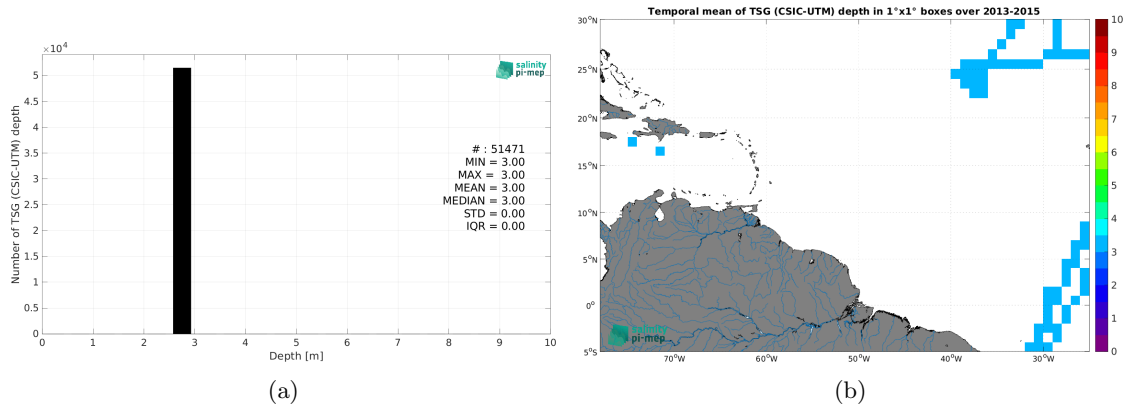 ×10⁴
5
4.5
4
3.5
3
2.5
2
1.5
1
0.5
0
Number of TSG (CSIC-UTM) depth
salinity
pi-mep
# : 51471
MIN = 3.00
MAX = 3.00
MEAN = 3.00
MEDIAN = 3.00
STD = 0.00
IQR = 0.00
0 1 2 3 4 5 6 7 8 9 10
Depth [m]
(a)
Temporal mean of TSG (CSIC-UTM) depth in 1°x1° boxes over 2013-2015
30°N
25°N
20°N
15°N
10°N
5°N
0°
5°S
70°W 60°W 50°W 40°W 30°W
salinity
pi-mep
10
9
8
7
6
5
4
3
2
1
0
(b)